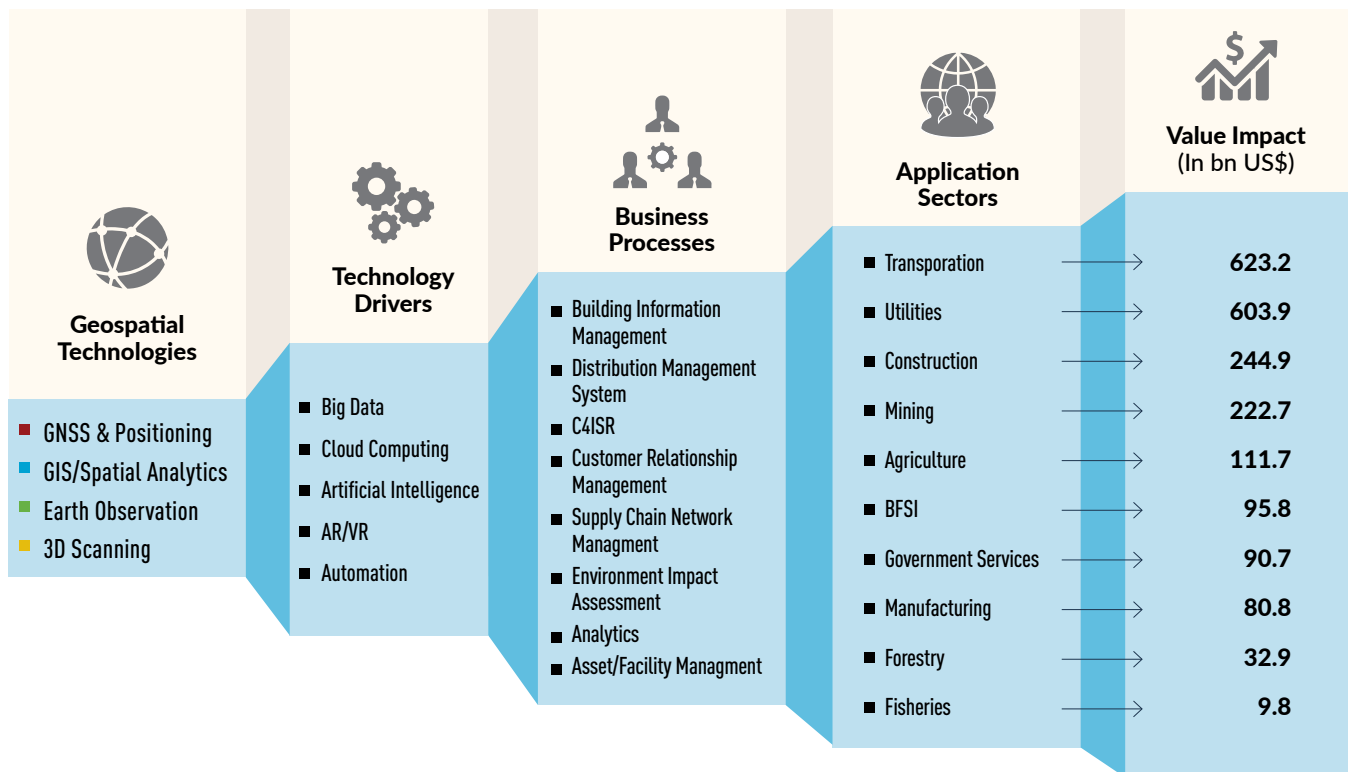 Geospatial
Technologies
GNSS & Positioning
GIS/Spatial Analytics
Earth Observation
3D Scanning
Technology
Drivers
Big Data
Cloud Computing
Artificial Intelligence
AR/VR
Automation
Business
Processes
Building Information
Management
Distribution Management
System
C4ISR
Customer Relationship
Management
Supply Chain Network
Managment
Environment Impact
Assessment
Analytics
Asset/Facility Managment
Application
Sectors
Value Impact
(In bn US$)
$
Transporation 623.2
Utilities 603.9
Construction 244.9
Mining 222.7
Agriculture 111.7
BFSI 95.8
Government Services 90.7
Manufacturing 80.8
Forestry 32.9
Fisheries 9.8